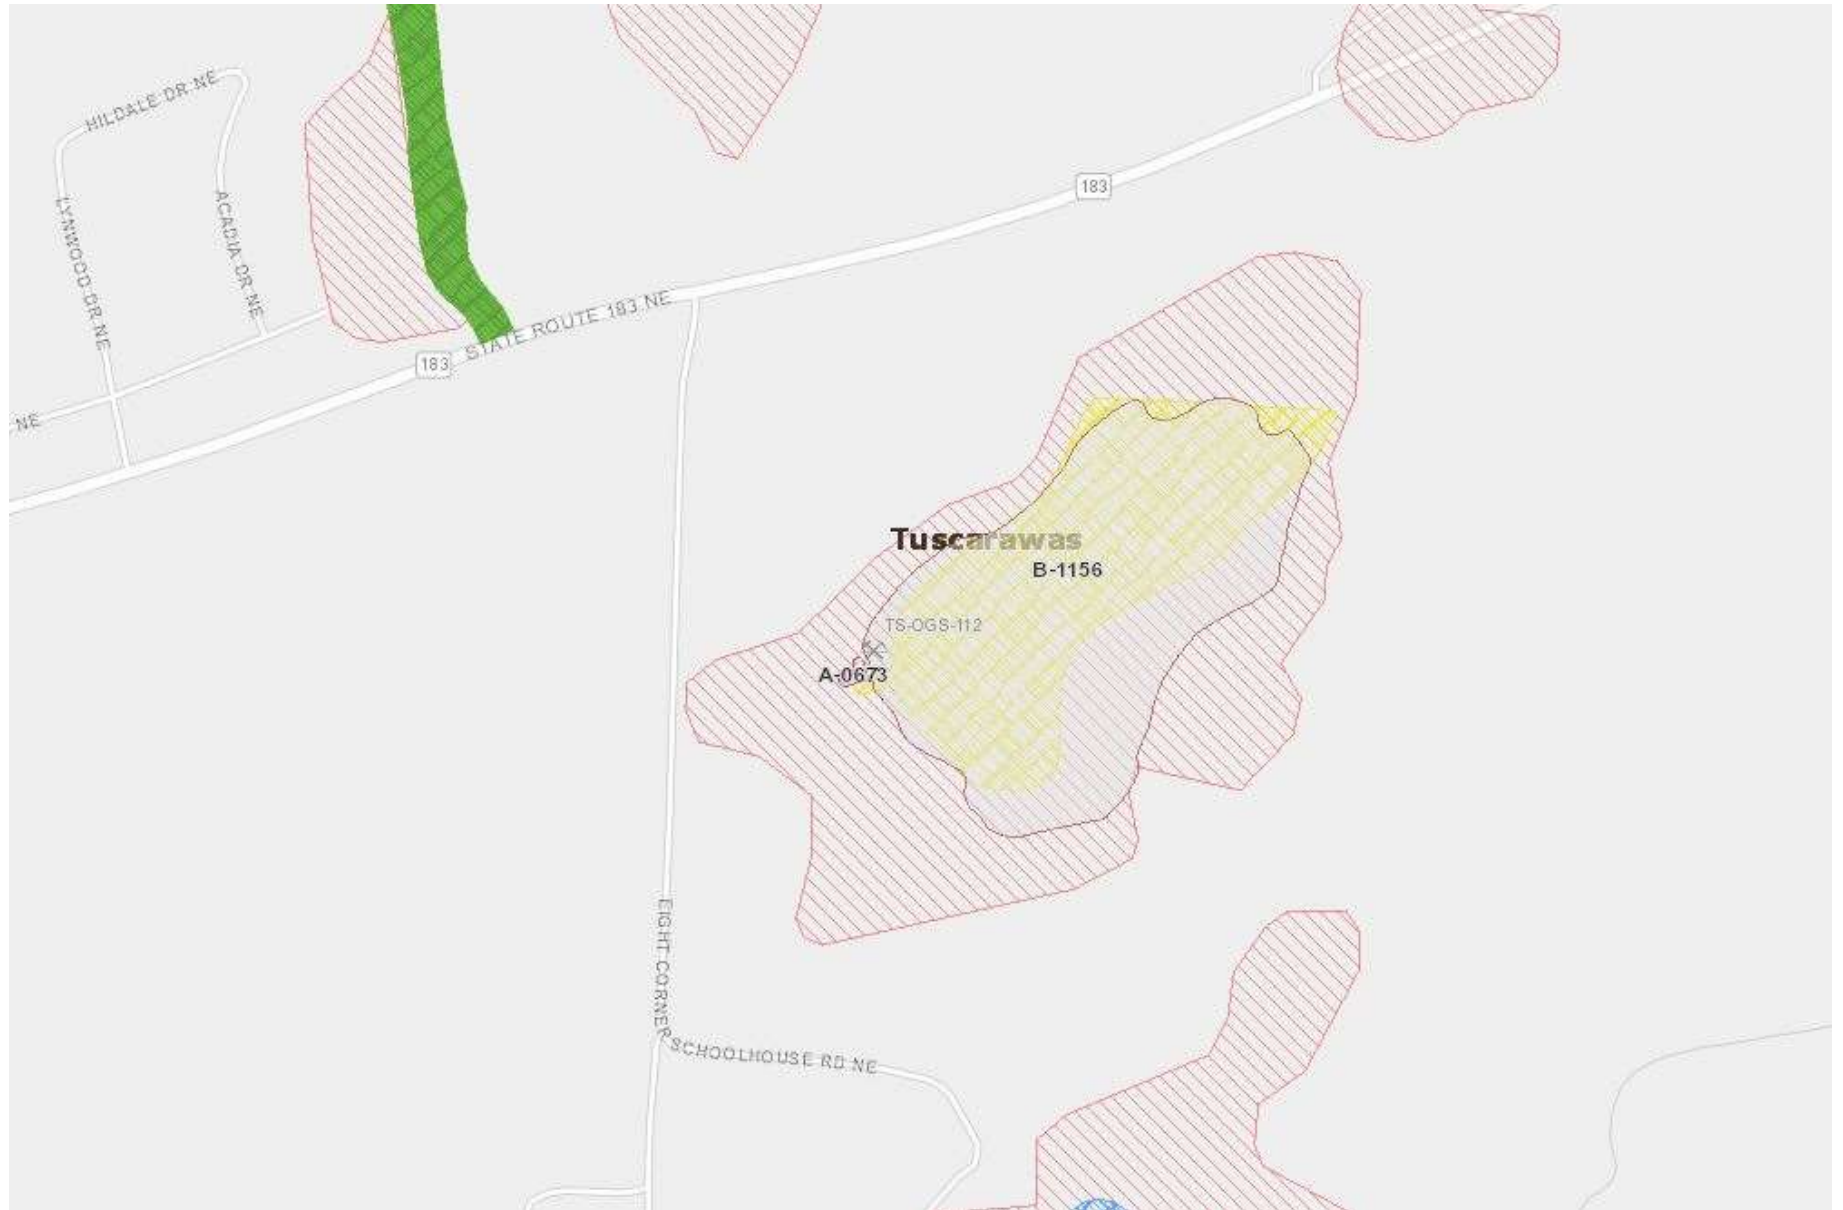 HILDALE DR NE
ACADIA DR NE
LYNWOOD DR NE
183
STATE ROUTE 183 NE
183
NE
Tuscarawas
B-1156
TS-OGS-112
A-0673
EIGHT CORNER SCHOOLHOUSE RD NE